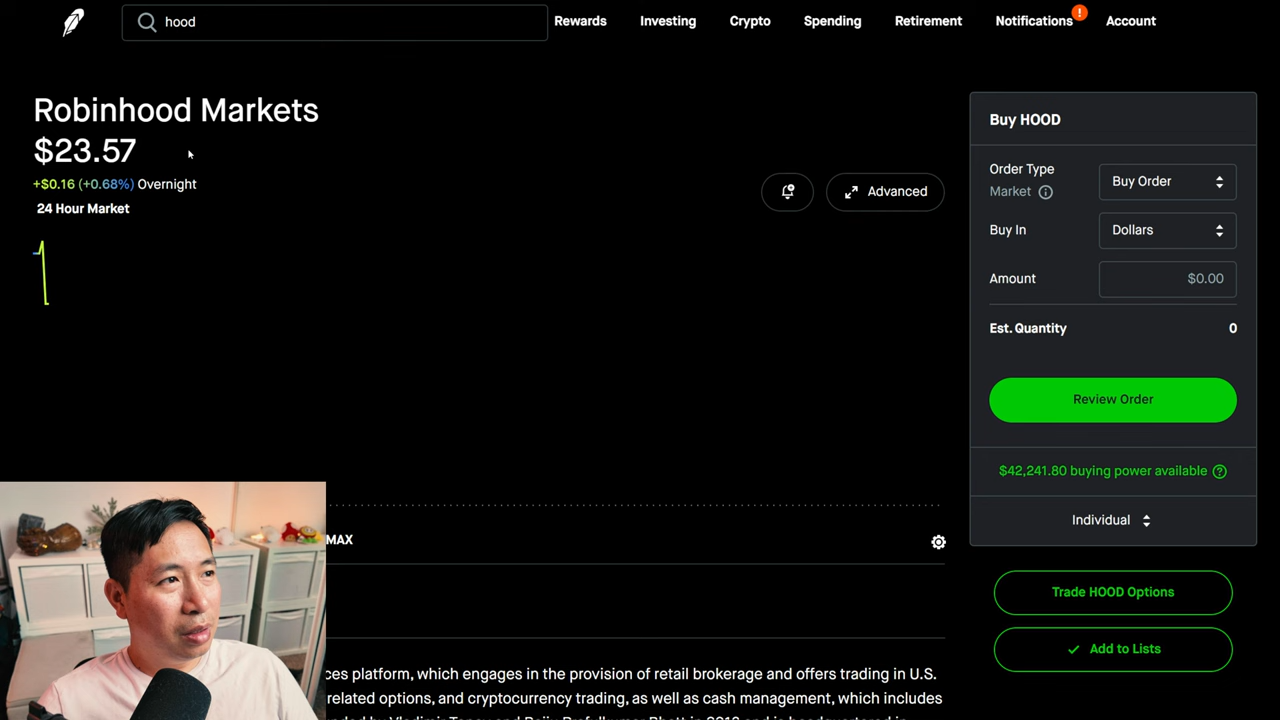 hood
Rewards
Investing
Crypto
Spending
Retirement
Notifications
!
Account
Robinhood Markets
$23.57
+$0.16 (+0.68%) Overnight
24 Hour Market
Advanced
Buy HOOD
Order Type
Market
Buy Order
Buy In
Dollars
Amount
$0.00
Est. Quantity
0
Review Order
$42,241.80 buying power available
Individual
Trade HOOD Options
Add to Lists
MAX
ces platform, which engages in the provision of retail brokerage and offers trading in U.S.
related options, and cryptocurrency trading, as well as cash management, which includes